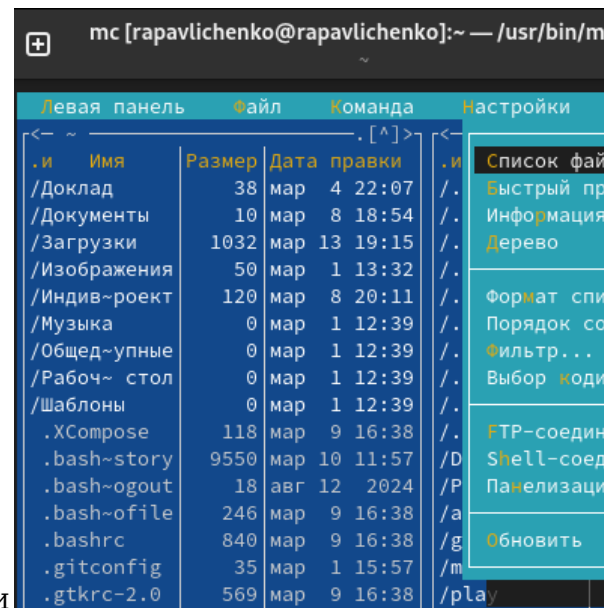 mc [rapavlichenko@rapavlichenko]:~ — /usr/bin/m
~
Левая панель Файл Команда Настройки
<— ~ .[^]> <—
.и Имя Размер Дата правки .и Список фай
/Доклад 38 мар 4 22:07 /. Быстрый пр
/Документы 10 мар 8 18:54 /. Информация
/Загрузки 1032 мар 13 19:15 /. Дерево
/Изображения 50 мар 1 13:32 /.
/Индив~роект 120 мар 8 20:11 /. Формат спи
/Музыка 0 мар 1 12:39 /. Порядок со
/Общед~упные 0 мар 1 12:39 /. Фильтр...
/Рабоч~ стол 0 мар 1 12:39 /. Выбор коди
/Шаблоны 0 мар 1 12:39 /.
.XCompose 118 мар 9 16:38 /. FTP-соедин
.bash~story 9550 мар 10 11:57 /D Shell-соед
.bash~ogout 18 авг 12 2024 /P Панелизаци
.bash~ofile 246 мар 9 16:38 /a
.bashrc 840 мар 9 16:38 /g Обновить
.gitconfig 35 мар 1 15:57 /m
и .gtkrc-2.0 569 мар 9 16:38 /play